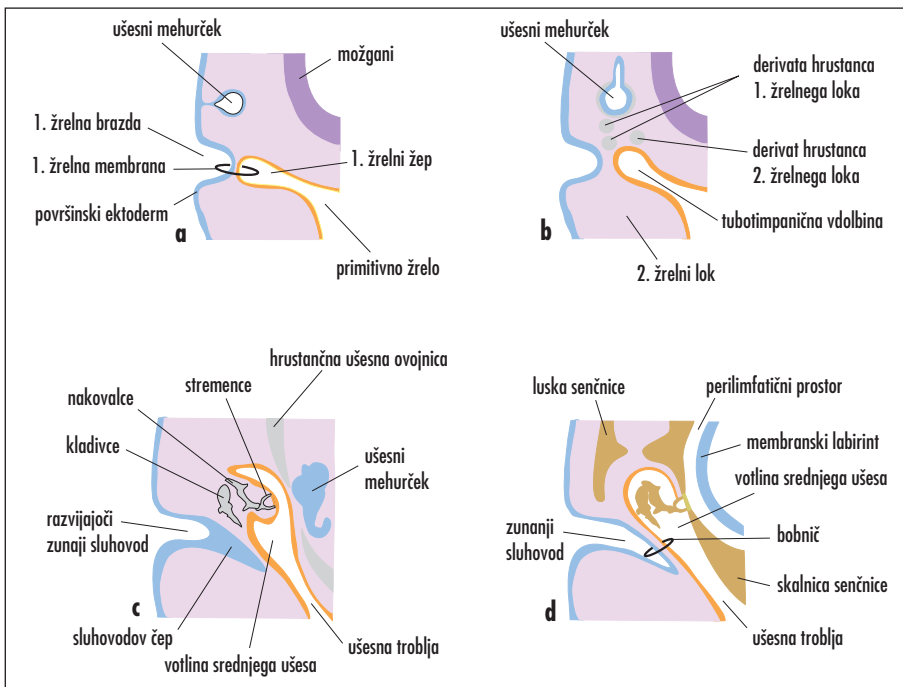 ušesni mehurček
možgani
1. žrelna brazda
1. žrelna membrana
1. žrelni žep
površinski ektoderm
a
primitivno žrelo
ušesni mehurček
derivata hrustanca
1. žrelnega loka
derivat hrustanca
2. žrelnega loka
b
tubotimpanična vdolbina
2. žrelni lok
hrustančna ušesna ovojnica
stremence
nakovalce
kladivce
ušesni
mehurček
razvijajoči
zunaji sluhovod
c
sluhovodov čep
votlina srednjega ušesa
ušesna troblja
luska senčnice
perilimfatični prostor
membranski labirint
votlina srednjega ušesa
zunanji
sluhovod
bobnič
skalnica senčnice
d
ušesna troblja